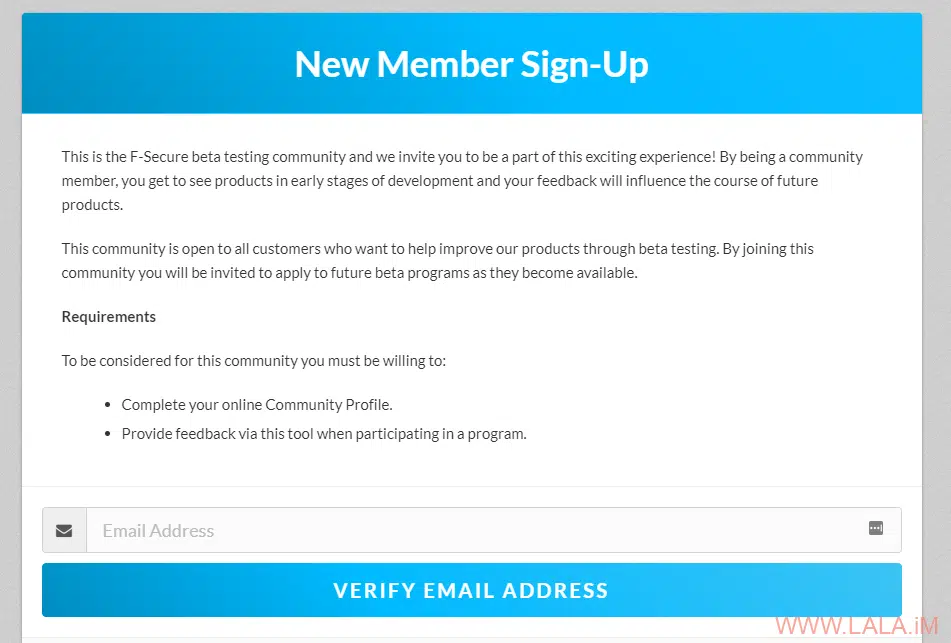 New Member Sign-Up
This is the F-Secure beta testing community and we invite you to be a part of this exciting experience! By being a community
member, you get to see products in early stages of development and your feedback will influence the course of future
products.
This community is open to all customers who want to help improve our products through beta testing. By joining this
community you will be invited to apply to future beta programs as they become available.
Requirements
To be considered for this community you must be willing to:
• Complete your online Community Profile.
• Provide feedback via this tool when participating in a program.
Email Address
VERIFY EMAIL ADDRESS
WWW.LALA.iM